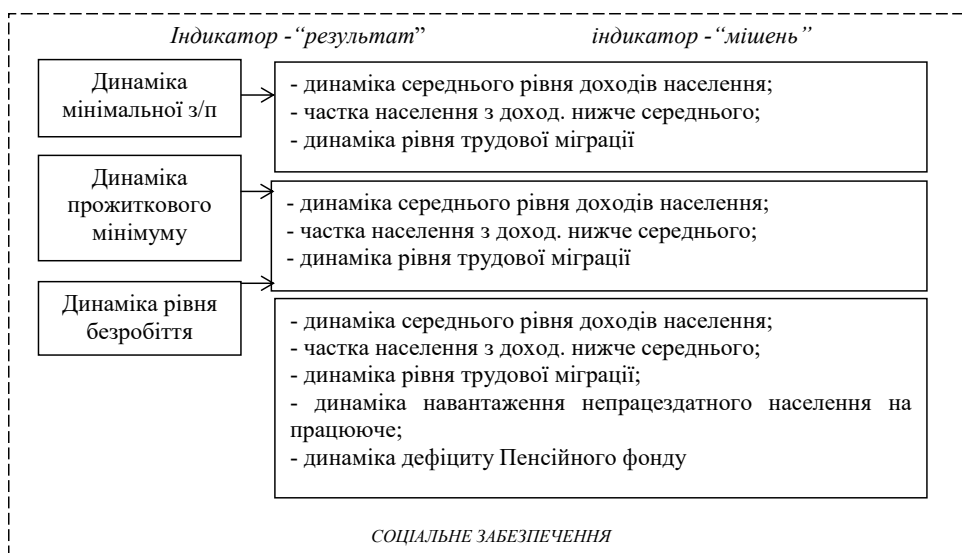 Індикатор -“результат” індикатор -“мішень”
Динаміка
мінімальної з/п
- динаміка середнього рівня доходів населення;
- частка населення з доход. нижче середнього;
- динаміка рівня трудової міграції
Динаміка
прожиткового
мінімуму
- динаміка середнього рівня доходів населення;
- частка населення з доход. нижче середнього;
- динаміка рівня трудової міграції
Динаміка рівня
безробіття
- динаміка середнього рівня доходів населення;
- частка населення з доход. нижче середнього;
- динаміка рівня трудової міграції;
- динаміка навантаження непрацездатного населення на
працююче;
- динаміка дефіциту Пенсійного фонду
СОЦІАЛЬНЕ ЗАБЕЗПЕЧЕННЯ